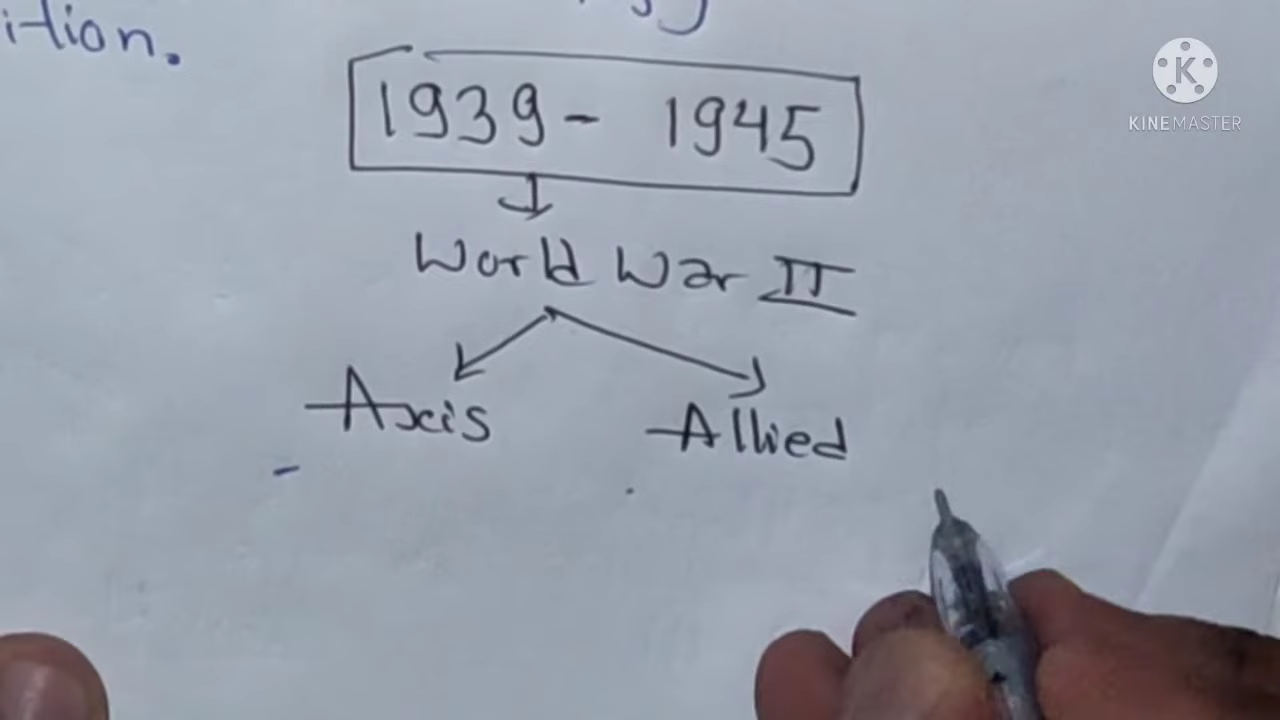 ition.
1939 - 1945
World War II
Axis Allied
KINEMASTER